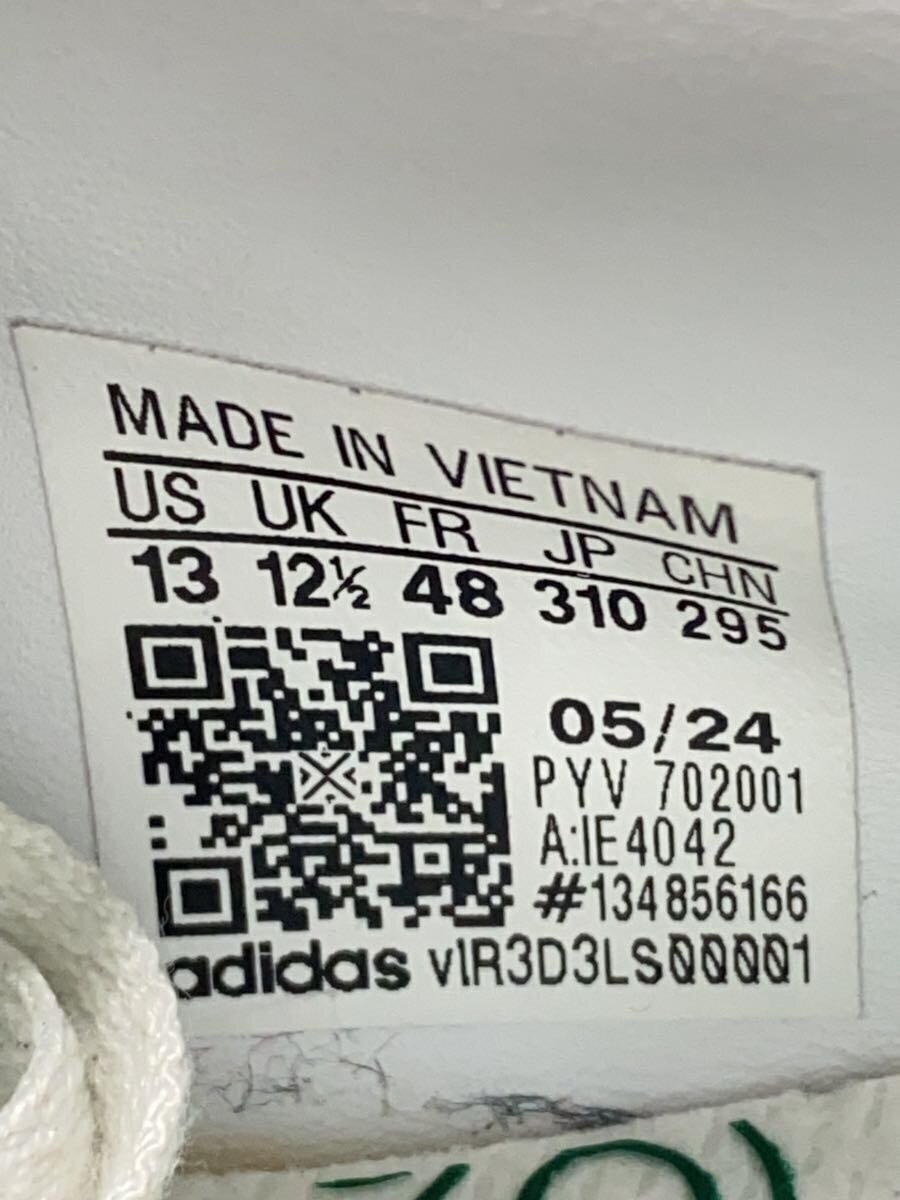 MADE IN VIETNAM
US UK FR JP CHN
13 12½ 48 310 295
05/24
PYV 702001
A:IE4042
#134856166
adidas vIR3D3LS00001